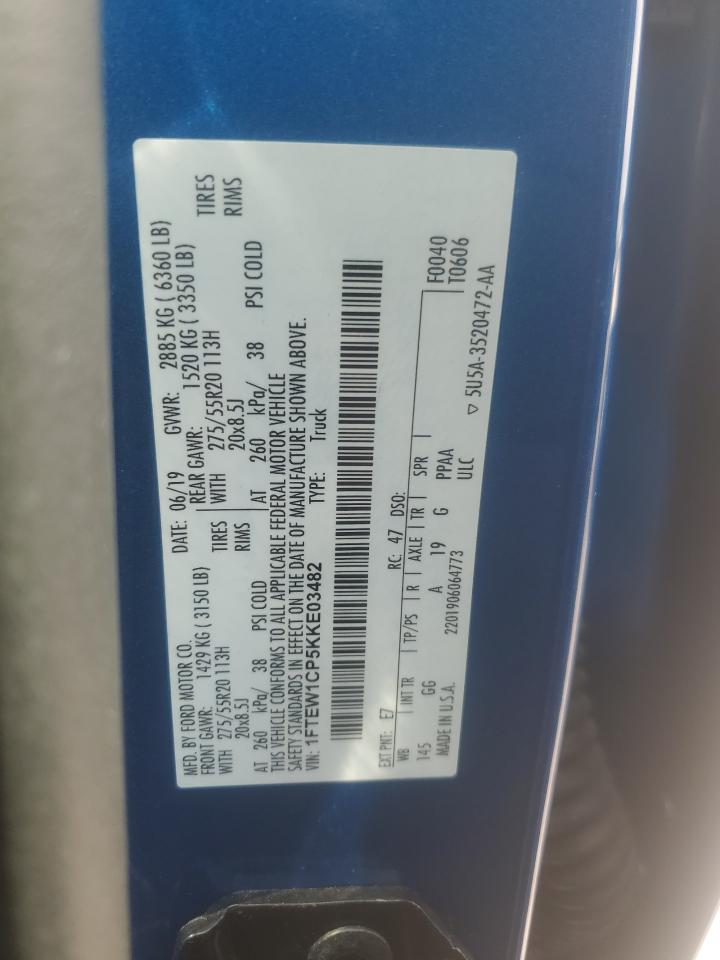 MFD. BY FORD MOTOR CO. DATE: 06/19 GVWR: 2885 KG ( 6360 LB)
FRONT GAWR: 1429 KG ( 3150 LB) REAR GAWR: 1520 KG ( 3350 LB)
WITH 275/55R20 113H TIRES WITH 275/55R20 113H TIRES
20x8.5J RIMS 20x8.5J RIMS
AT 260 kPa/ 38 PSI COLD AT 260 kPa/ 38 PSI COLD
THIS VEHICLE CONFORMS TO ALL APPLICABLE FEDERAL MOTOR VEHICLE
SAFETY STANDARDS IN EFFECT ON THE DATE OF MANUFACTURE SHOWN ABOVE.
VIN: 1FTEW1CP5KKE03482 TYPE: Truck
EXT PNT: E7 RC: 47 DSO: F0040
WB INT TR TP/PS R AXLE TR SPR T0606
145 GG A 19 G PPAA
MADE IN U.S.A. 2201906064773 ULC
▽ 5U5A-3520472-AA